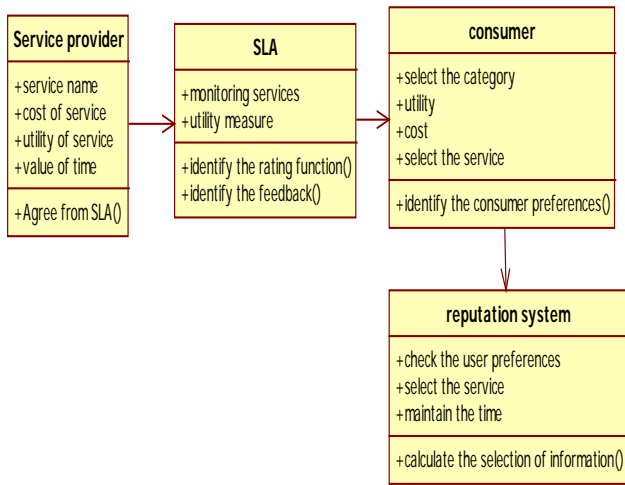 Service provider
+service name
+cost of service
+utility of service
+value of time
+Agree from SLA()
SLA
+monitoring services
+utility measure
+identify the rating function()
+identify the feedback()
consumer
+select the category
+utility
+cost
+select the service
+identify the consumer preferences()
reputation system
+check the user preferences
+select the service
+maintain the time
+calculate the selection of information()